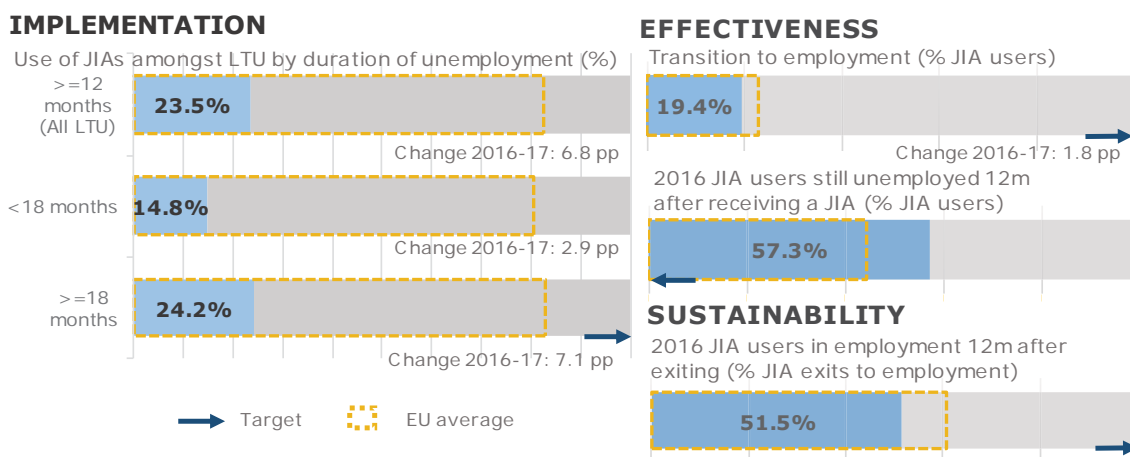 IMPLEMENTATION
Use of JIAs amongst LTU by duration of unemployment (%)
>=12
months
(All LTU)
23.5%
Change 2016-17: 6.8 pp
<18 months
14.8%
Change 2016-17: 2.9 pp
>=18
months
24.2%
Change 2016-17: 7.1 pp
Target
EU average
EFFECTIVENESS
Transition to employment (% JIA users)
19.4%
Change 2016-17: 1.8 pp
2016 JIA users still unemployed 12m
after receiving a JIA (% JIA users)
57.3%
SUSTAINABILITY
2016 JIA users in employment 12m after
exiting (% JIA exits to employment)
51.5%